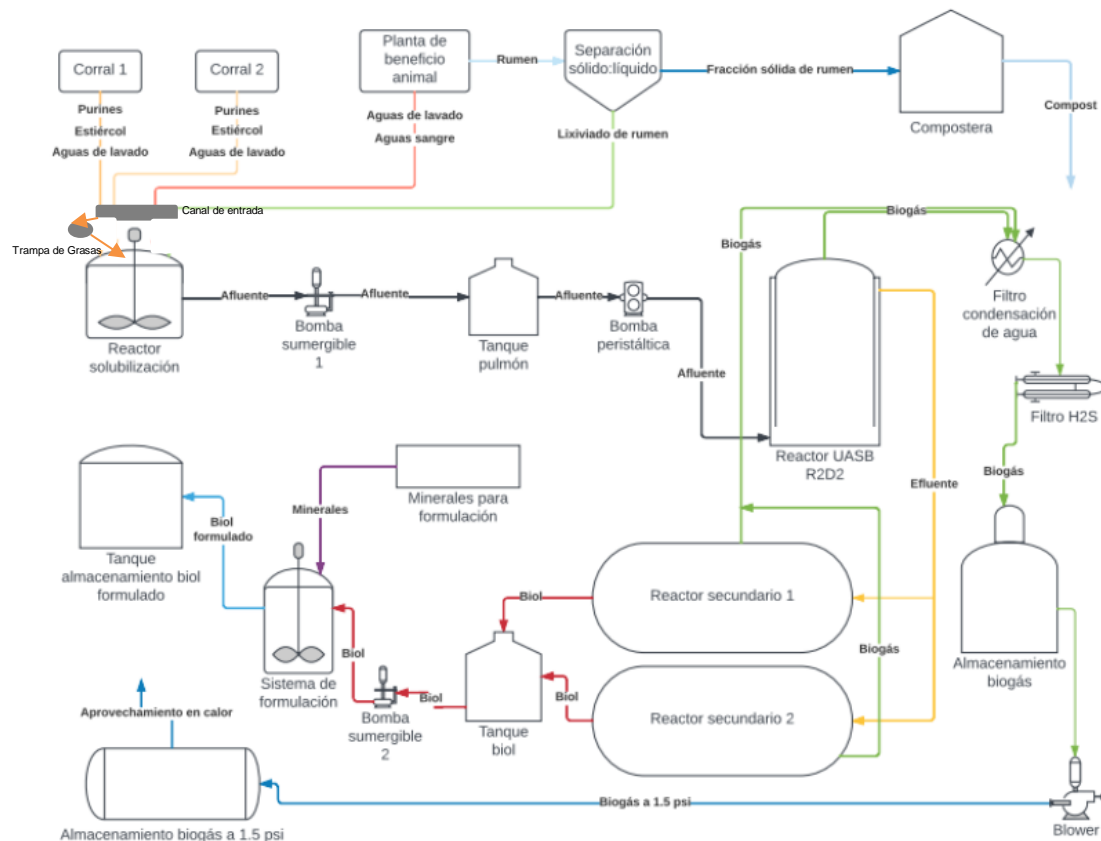 Corral 1
Corral 2
Planta de
beneficio
animal
Rumen
Separación
sólido:líquido
Fracción sólida de rumen
Compostera
Compost
Purines
Estiércol
Aguas de lavado
Purines
Estiércol
Aguas de lavado
Aguas de lavado
Aguas sangre
Lixiviado de rumen
Canal de entrada
Trampa de Grasas
Biogás
Biogás
Filtro
condensación
de agua
Afluente
Afluente
Afluente
Bomba
sumergible
1
Tanque
pulmón
Bomba
peristáltica
Reactor
solubilización
Afluente
Filtro H2S
Reactor UASB
R2D2
Biogás
Efluente
Minerales para
formulación
Minerales
Biol
formulado
Tanque
almacenamiento biol
formulado
Reactor secundario 1
Biol
Biogás
Almacenamiento
biogás
Biol
Sistema de
formulación
Biol
Bomba
sumergible
2
Tanque
biol
Biol
Reactor secundario 2
Aprovechamiento en calor
Biogás a 1.5 psi
Almacenamiento biogás a 1.5 psi
Blower